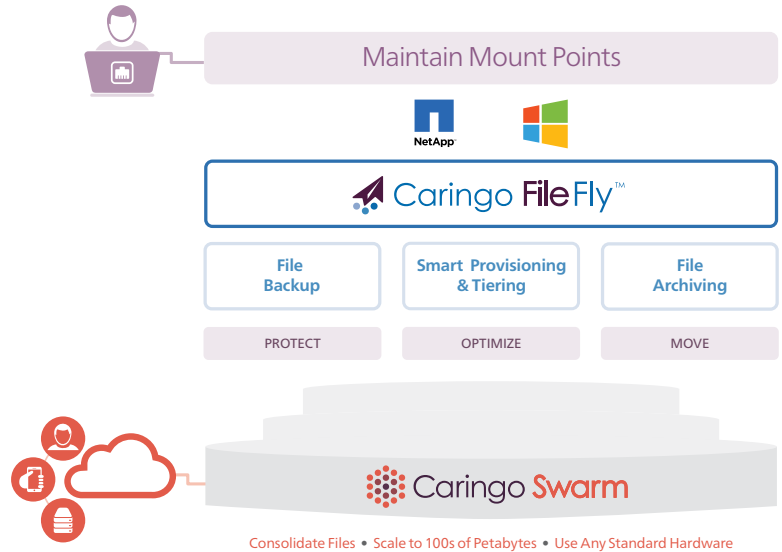 Maintain Mount Points
NetApp
Caringo FileFly™
File
Backup
Smart Provisioning
& Tiering
File
Archiving
PROTECT
OPTIMIZE
MOVE
Caringo Swarm
Consolidate Files • Scale to 100s of Petabytes • Use Any Standard Hardware